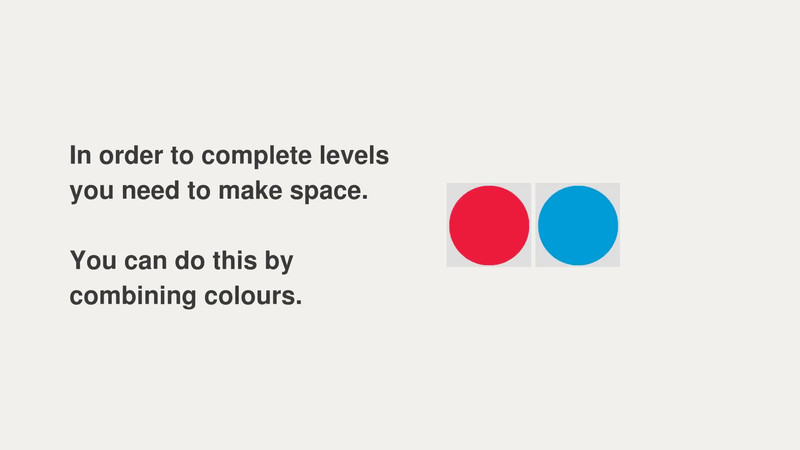 In order to complete levels
you need to make space.
You can do this by
combining colours.